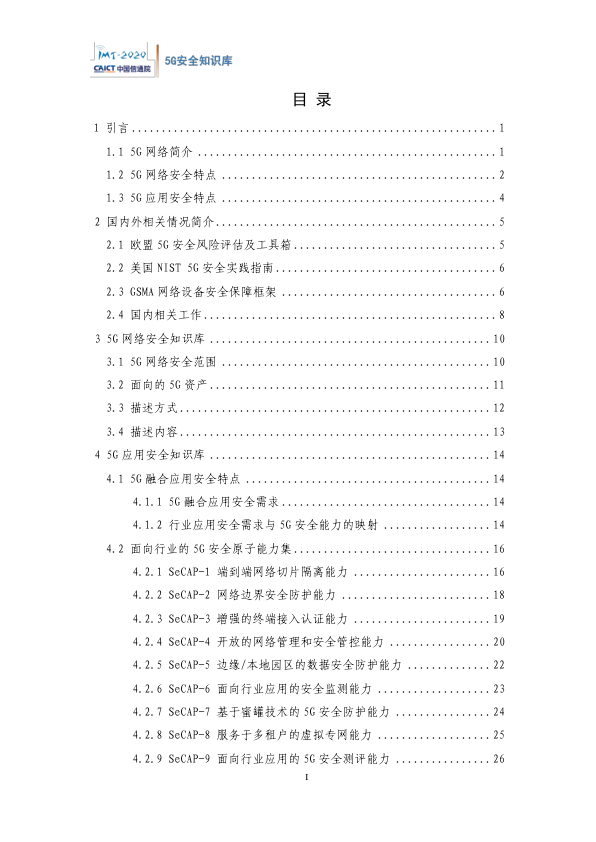 IMT-2020
CAICT 中国信通院
5G安全知识库
目 录
1 引言............................................................1
1.1 5G 网络简介 ..................................................1
1.2 5G 网络安全特点 ..............................................2
1.3 5G 应用安全特点 ..............................................4
2 国内外相关情况简介...............................................5
2.1 欧盟 5G 安全风险评估及工具箱..................................5
2.2 美国 NIST 5G 安全实践指南.....................................6
2.3 GSMA 网络设备安全保障框架 ....................................6
2.4 国内相关工作.................................................8
3 5G 网络安全知识库 ...............................................10
3.1 5G 网络安全范围 ..............................................10
3.2 面向的 5G 资产...............................................11
3.3 描述方式....................................................12
3.4 描述内容....................................................13
4 5G 应用安全知识库 ...............................................14
4.1 5G 融合应用安全特点 ..........................................14
4.1.1 5G 融合应用安全需求........................................14
4.1.2 行业应用安全需求与 5G 安全能力的映射 ......................14
4.2 面向行业的 5G 安全原子能力集..................................16
4.2.1 SeCAP-1 端到端网络切片隔离能力 ............................16
4.2.2 SeCAP-2 网络边界安全防护能力 ..............................18
4.2.3 SeCAP-3 增强的终端接入认证能力 ............................19
4.2.4 SeCAP-4 开放的网络管理和安全管控能力 ......................20
4.2.5 SeCAP-5 边缘/本地园区的数据安全防护能力 ...................22
4.2.6 SeCAP-6 面向行业应用的安全监测能力 ........................23
4.2.7 SeCAP-7 基于蜜罐技术的 5G 安全防护能力 ....................24
4.2.8 SeCAP-8 服务于多租户的虚拟专网能力 ........................25
4.2.9 SeCAP-9 面向行业应用的 5G 安全测评能力 ....................26
I